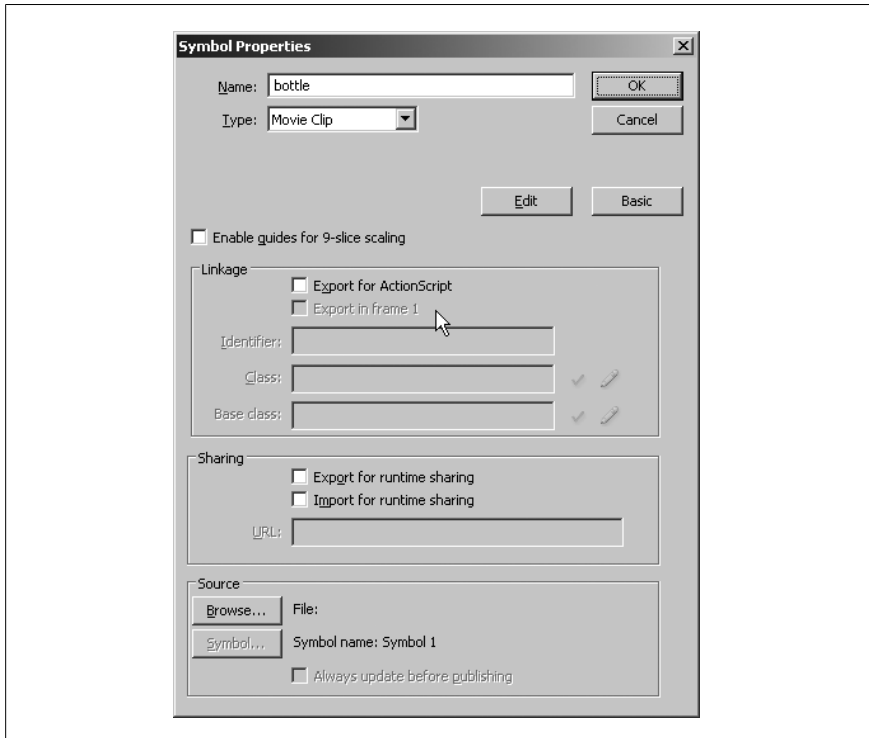 Symbol Properties
Name: bottle
OK
Type: Movie Clip
Cancel
Edit
Basic
Enable guides for 9-slice scaling
Linkage
Export for ActionScript
Export in frame 1
Identifier:
Class:
Base class:
Sharing
Export for runtime sharing
Import for runtime sharing
URL:
Source
Browse... File:
Symbol... Symbol name: Symbol 1
Always update before publishing